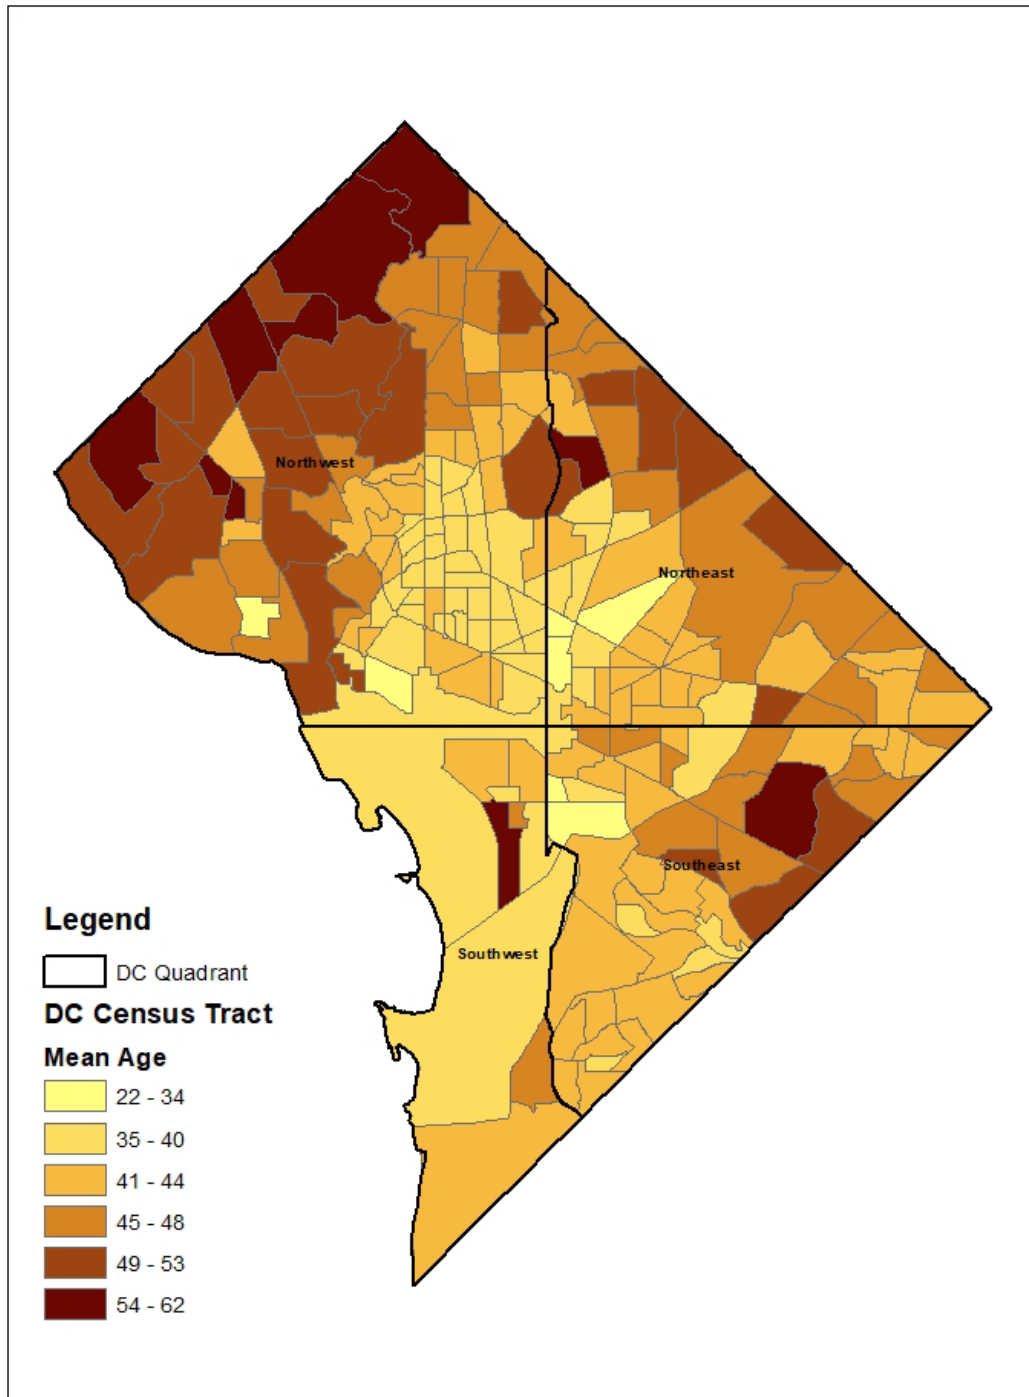 Northwest
Northeast
Southeast
Southwest
Legend
DC Quadrant
DC Census Tract
Mean Age
22 - 34
35 - 40
41 - 44
45 - 48
49 - 53
54 - 62